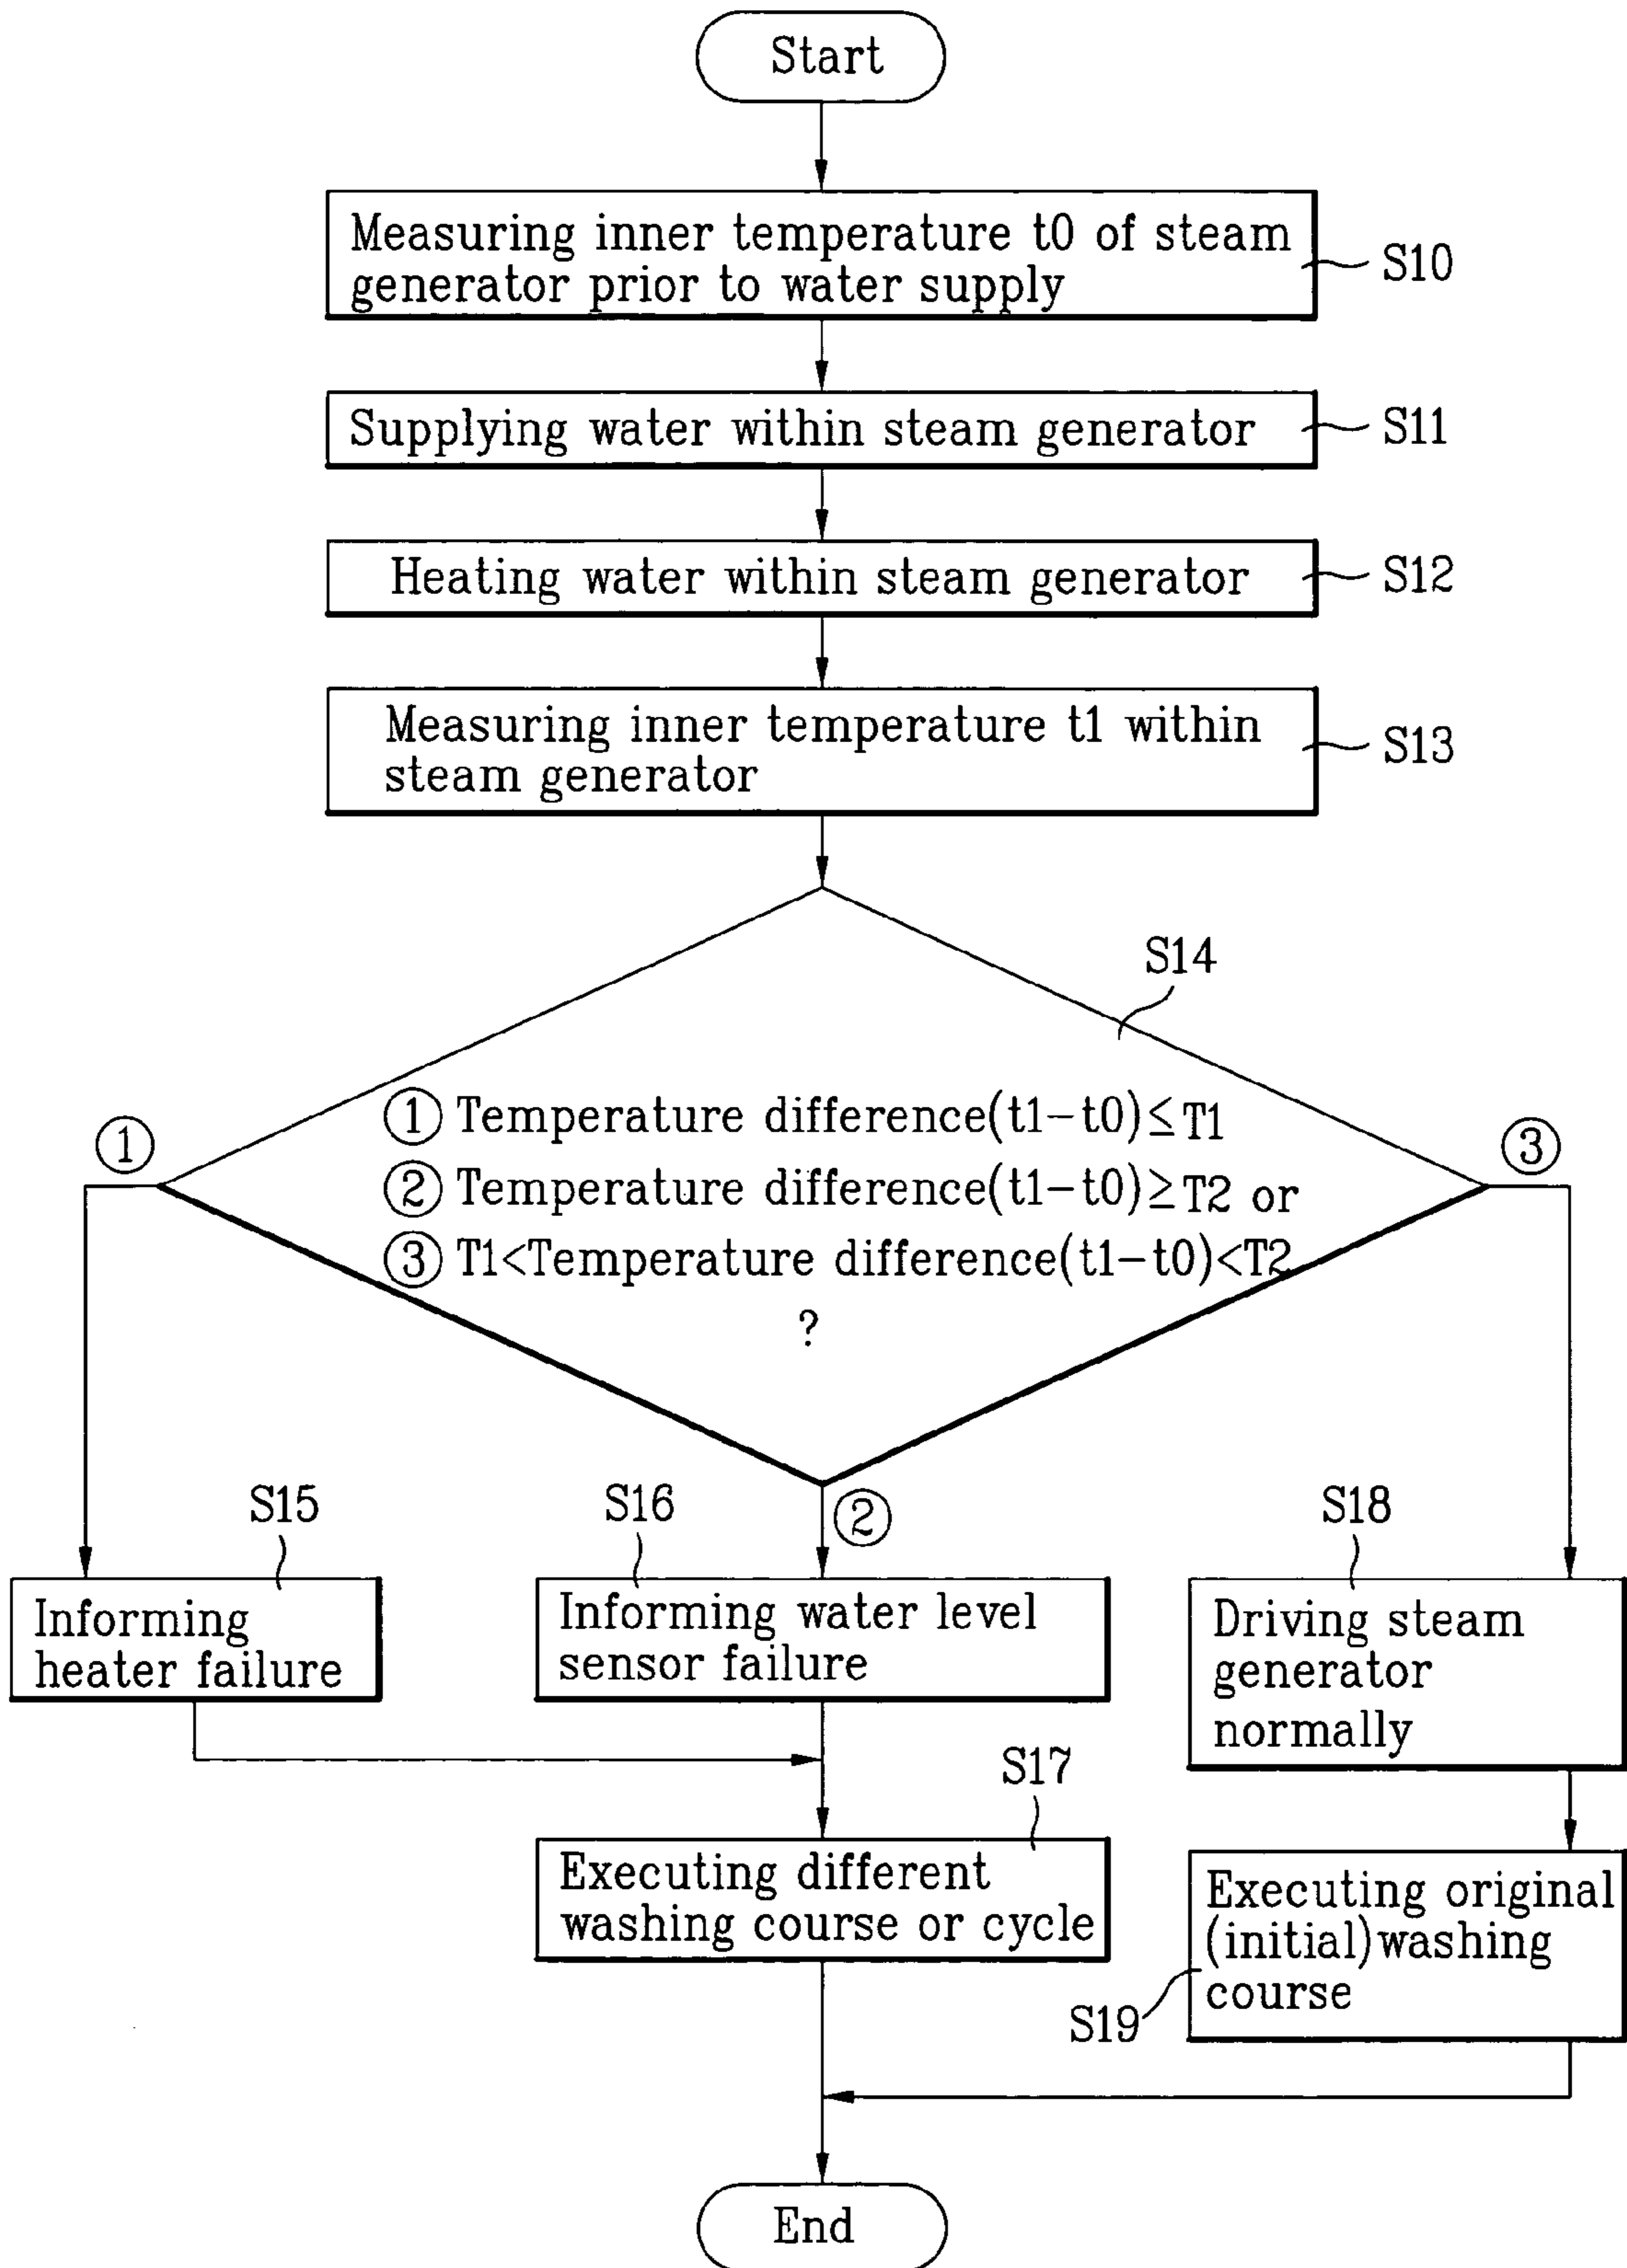 Start
Measuring inner temperature t0 of steam
generator prior to water supply
S10
Supplying water within steam generator
S11
Heating water within steam generator
S12
Measuring inner temperature t1 within
steam generator
S13
S14
① Temperature difference(t1-t0)≤T1
② Temperature difference(t1-t0)≥T2 or
③ T1<Temperature difference(t1-t0)<T2
?
①
③
②
S15
Informing
heater failure
S16
Informing water level
sensor failure
S18
Driving steam
generator
normally
S17
Executing different
washing course or cycle
Executing original
(initial)washing
course
S19
End